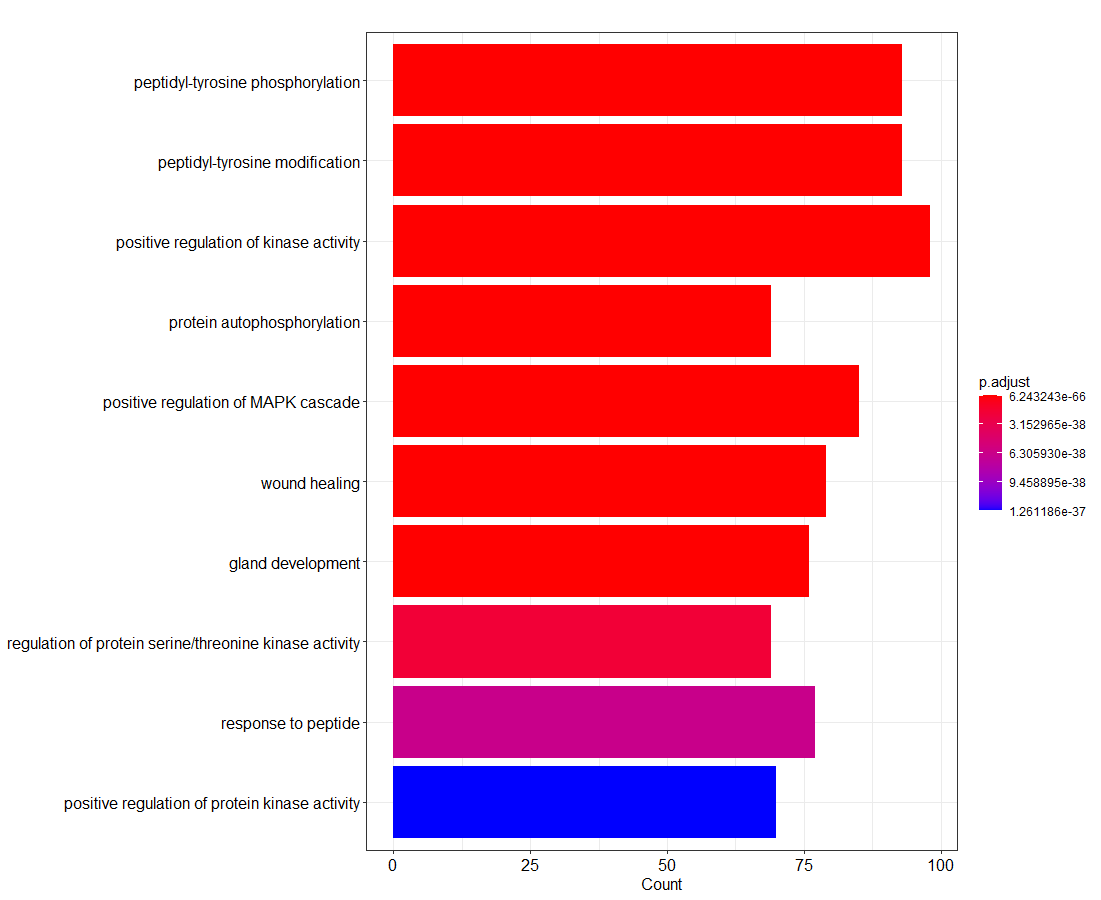 peptidyl-tyrosine phosphorylation
peptidyl-tyrosine modification
positive regulation of kinase activity
protein autophosphorylation
positive regulation of MAPK cascade
wound healing
gland development
regulation of protein serine/threonine kinase activity
response to peptide
positive regulation of protein kinase activity
0 25 50 75 100
Count
p.adjust
6.243243e-66
3.152965e-38
6.305930e-38
9.458895e-38
1.261186e-37